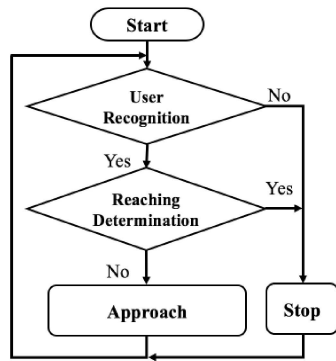 Start
User
Recognition
No
Yes
Reaching
Determination
Yes
No
Approach
Stop